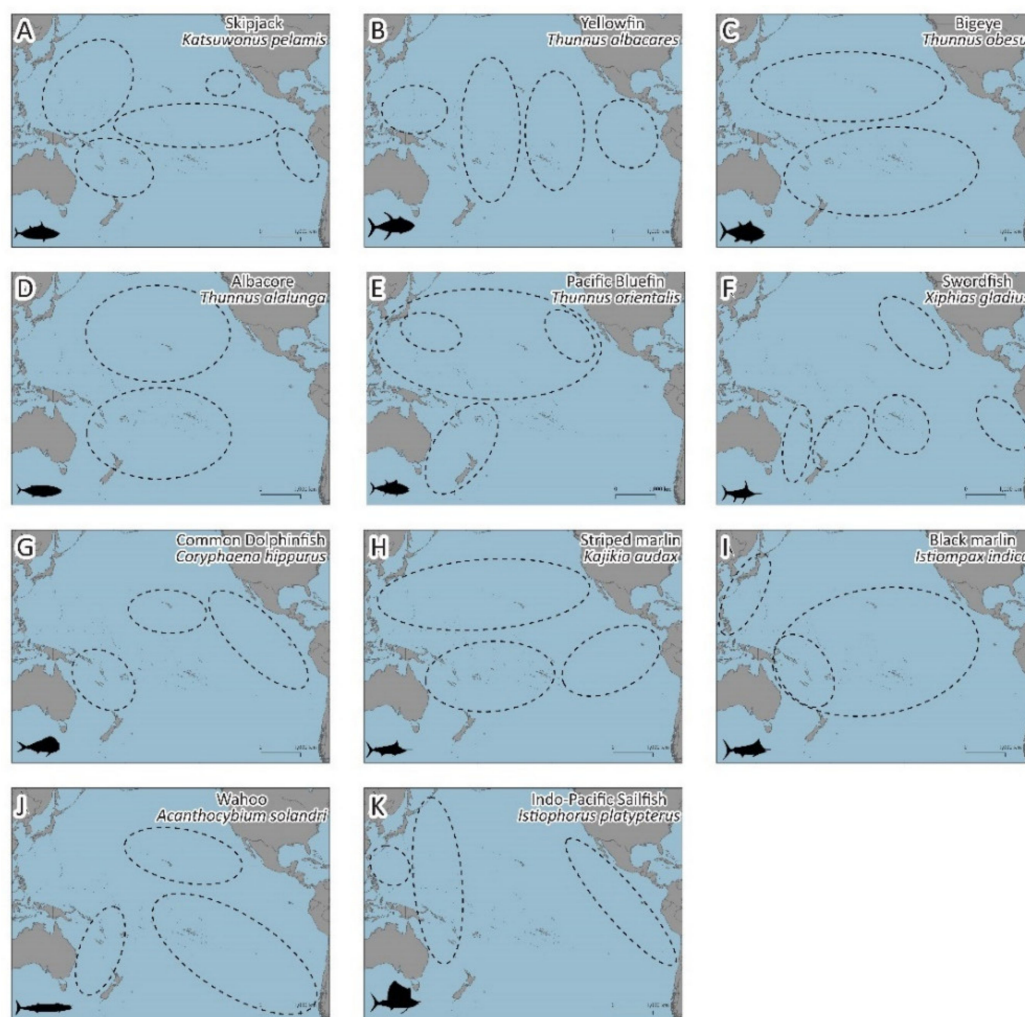 A
Skipjack
Katsuwonus pelamis
B
Yellowfin
Thunnus albacares
C
Bigeye
Thunnus obesu
D
Albacore
Thunnus alalunga
E
Pacific Bluefin
Thunnus orientalis
F
Swordfish
Xiphias gladius
G
Common Dolphinfish
Coryphaena hippurus
H
Striped marlin
Kajikia audax
I
Black marlin
Istiompax indica
J
Wahoo
Acanthocybium solandri
K
Indo-Pacific Sailfish
Istiophorus platypterus